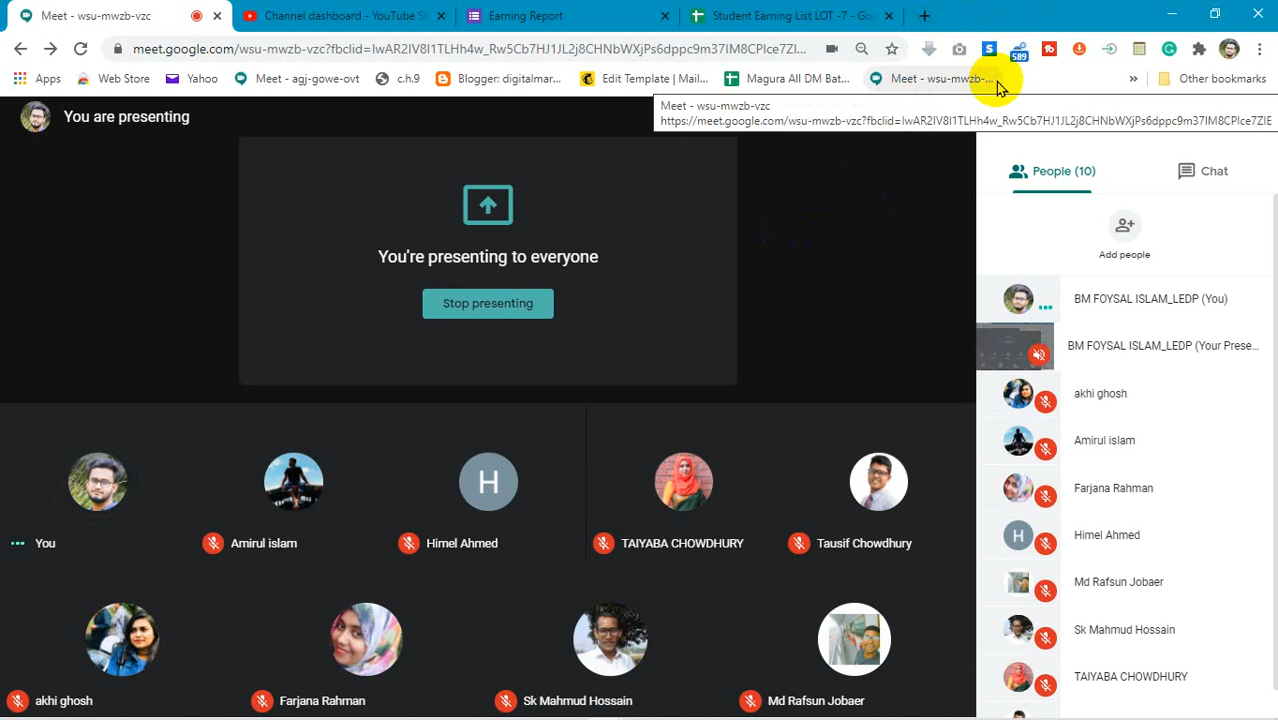 Meet - wsu-mwzb-vzc
Channel dashboard - YouTube St
Earning Report
Student Earning List LOT -7 - Goo
meet.google.com/wsu-mwzb-vzc?fbclid=IwAR2IV8I1TLHh4w_Rw5Cb7HJ1JL2j8CHNbWXjPs6dppc9m37IM8CPIce7...
589
Apps
Web Store
Yahoo
Meet - agj-gowe-ovt
c.h.9
Blogger: digitalmar...
Edit Template | Mail...
Magura All DM Bat...
Meet - wsu-mwzb-...
»
Other bookmarks
Meet - wsu-mwzb-vzc
https://meet.google.com/wsu-mwzb-vzc?fbclid=IwAR2IV8I1TLHh4w_Rw5Cb7HJ1JL2j8CHNbWXjPs6dppc9m37IM8CPIce7ZIE
You are presenting
You're presenting to everyone
Stop presenting
You
Amirul islam
H
Himel Ahmed
TAIYABA CHOWDHURY
Tausif Chowdhury
akhi ghosh
Farjana Rahman
Sk Mahmud Hossain
Md Rafsun Jobaer
People (10)
Chat
Add people
BM FOYSAL ISLAM_LEDP (You)
BM FOYSAL ISLAM_LEDP (Your Prese...
akhi ghosh
Amirul islam
Farjana Rahman
H
Himel Ahmed
Md Rafsun Jobaer
Sk Mahmud Hossain
TAIYABA CHOWDHURY